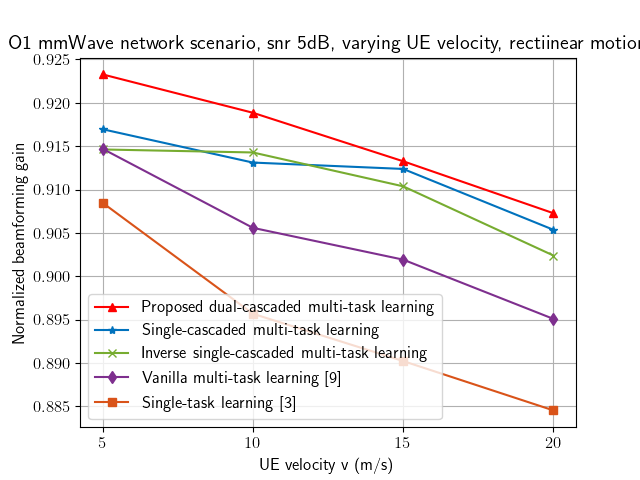 O1 mmWave network scenario, snr 5dB, varying UE velocity, rectiinear motion
Normalized beamforming gain
0.925
0.920
0.915
0.910
0.905
0.900
0.895
0.890
0.885
Proposed dual-cascaded multi-task learning
Single-cascaded multi-task learning
Inverse single-cascaded multi-task learning
Vanilla multi-task learning [9]
Single-task learning [3]
5
10
15
20
UE velocity v (m/s)